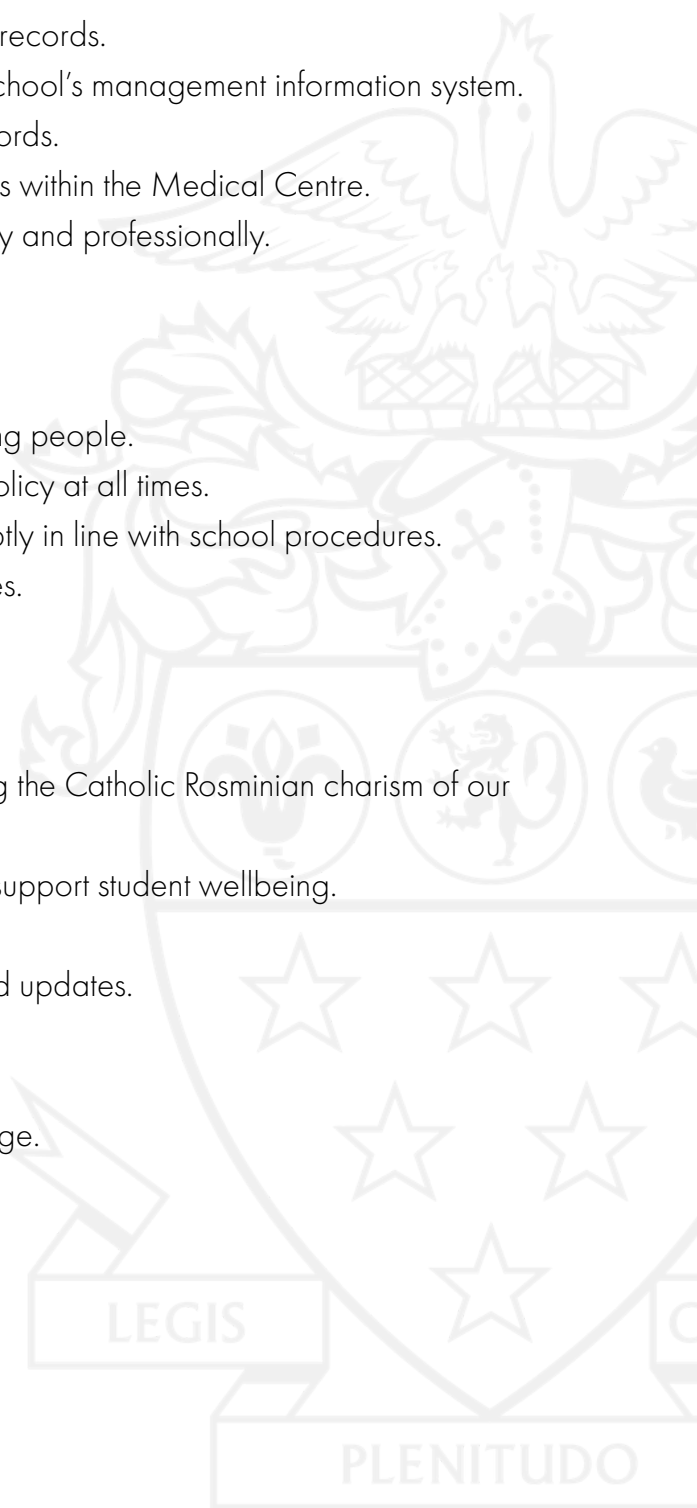 records.
chool's management information system.
ords.
s within the Medical Centre.
y and professionally.
ng people.
olicy at all times.
ptly in line with school procedures.
es.
g the Catholic Rosminian charism of our
support student wellbeing.
d updates.
ge.
LEGIS
C
PLENITUDO